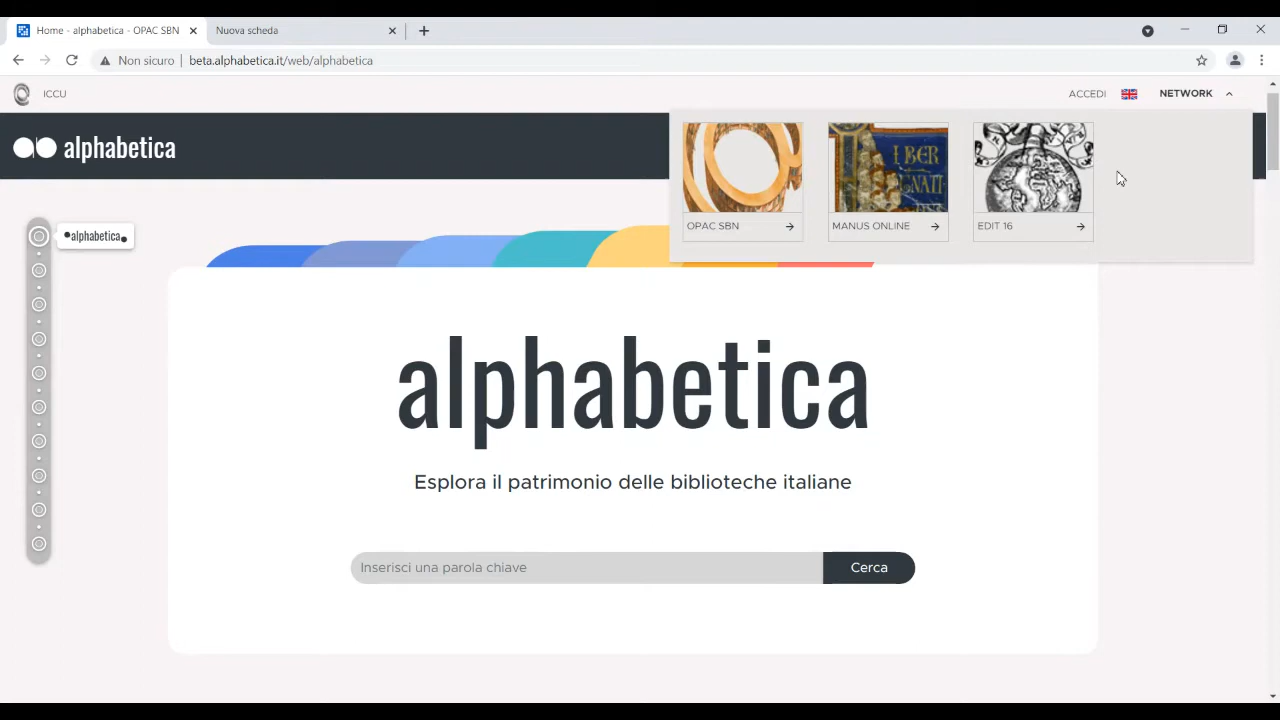 Home - alphabetica - OPAC SBN
Nuova scheda
Non sicuro
beta.alphabetica.it/web/alphabetica
ICCU
ACCEDI
NETWORK
alphabetica
OPAC SBN
MANUS ONLINE
EDIT 16
alphabetica
alphabetica
Esplora il patrimonio delle biblioteche italiane
Inserisci una parola chiave
Cerca